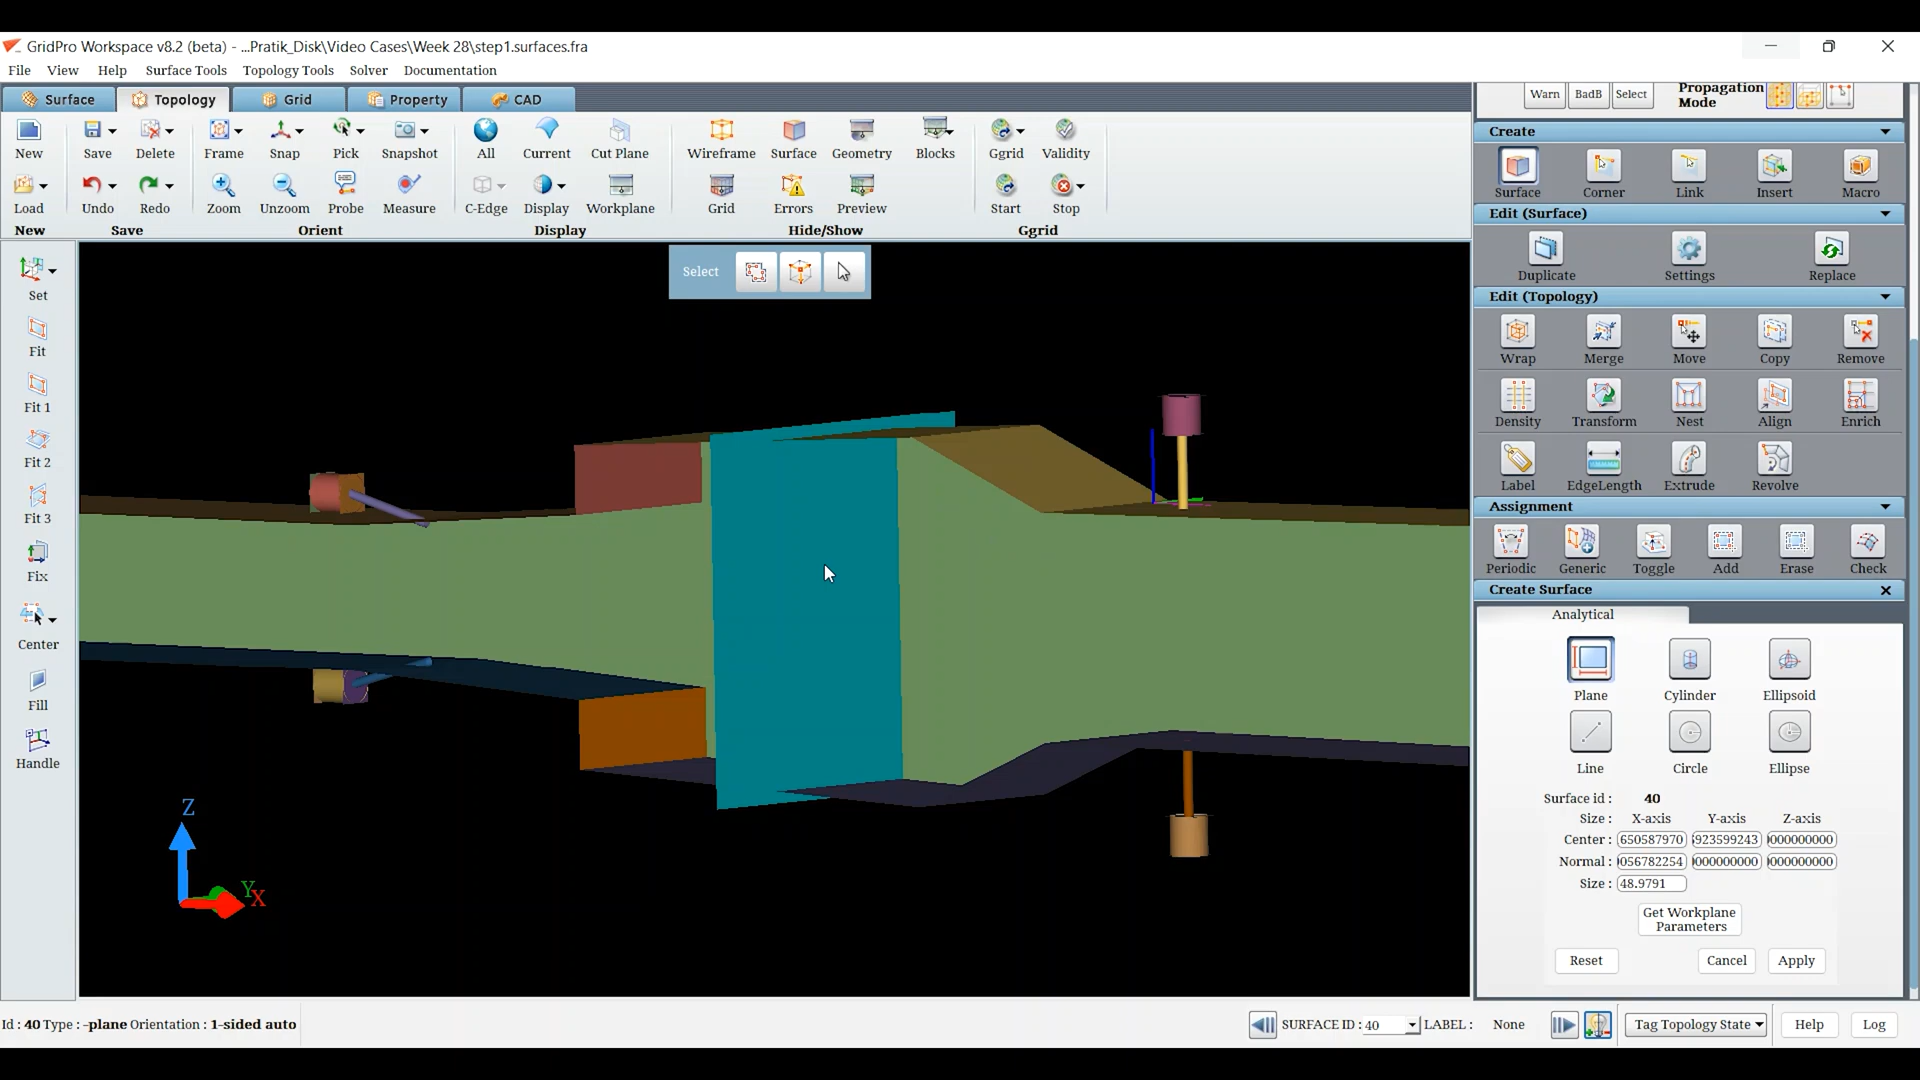 GridPro Workspace v8.2 (beta) - ...Pratik_Disk\Video Cases\Week 28\step1.surfaces.fra
File View Help Surface Tools Topology Tools Solver Documentation
Surface Topology Grid Property CAD
New Save Delete Frame Snap Pick Snapshot All Current Cut Plane Wireframe Surface Geometry Blocks Ggrid Validity
Load Undo Redo Zoom Unzoom Probe Measure C-Edge Display Workplane Grid Errors Preview Start Stop
New Save Orient Display Hide/Show Ggrid
Set
Fit
Fit 1
Fit 2
Fit 3
Fix
Center
Fill
Handle
Select
Z
Y
X
Warn BadB Select Propagation
Mode
Create
Surface Corner Link Insert Macro
Edit (Surface)
Duplicate Settings Replace
Edit (Topology)
Wrap Merge Move Copy Remove
Density Transform Nest Align Enrich
Label EdgeLength Extrude Revolve
Assignment
Periodic Generic Toggle Add Erase Check
Create Surface
Analytical
Plane Cylinder Ellipsoid
Line Circle Ellipse
Surface id : 40
Size : X-axis Y-axis Z-axis
Center : 650587970 923599243 000000000
Normal : 056782254 000000000 000000000
Size : 48.9791
Get Workplane
Parameters
Reset Cancel Apply
Id : 40 Type : -plane Orientation : 1-sided auto
SURFACE ID : 40 LABEL : None Tag Topology State Help Log